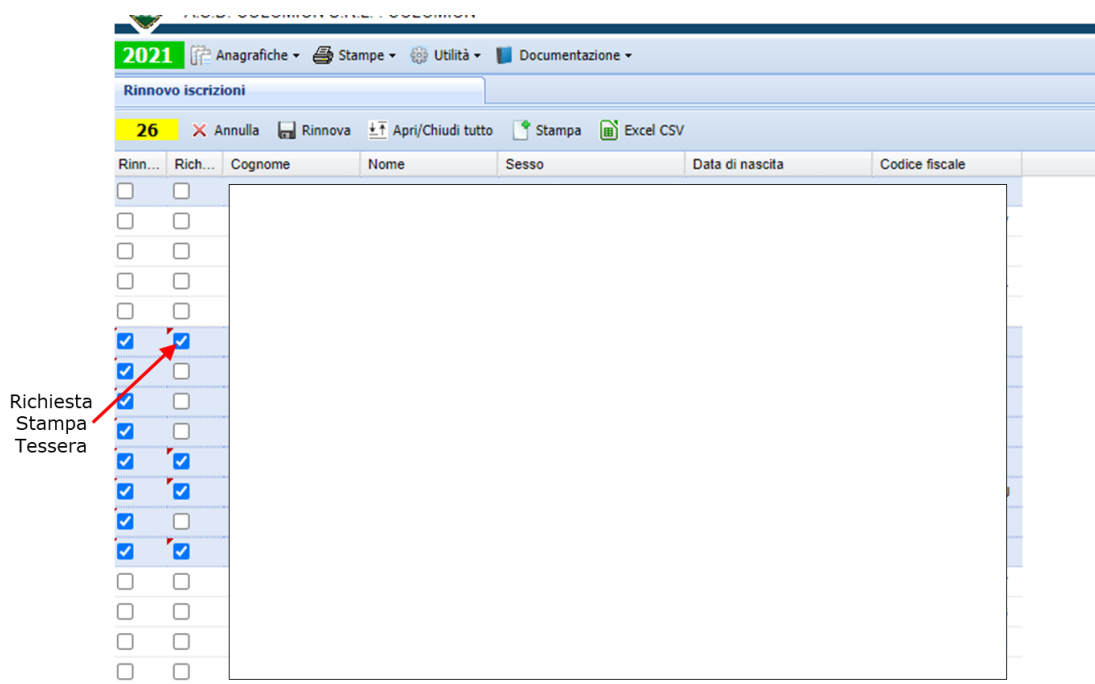 2021 Anagrafiche Stampe Utilità Documentazione
Rinnovo iscrizioni
26 Annulla Rinnova Apri/Chiudi tutto Stampa Excel CSV
Rinn... Rich... Cognome Nome Sesso Data di nascita Codice fiscale
Richiesta
Stampa
Tessera